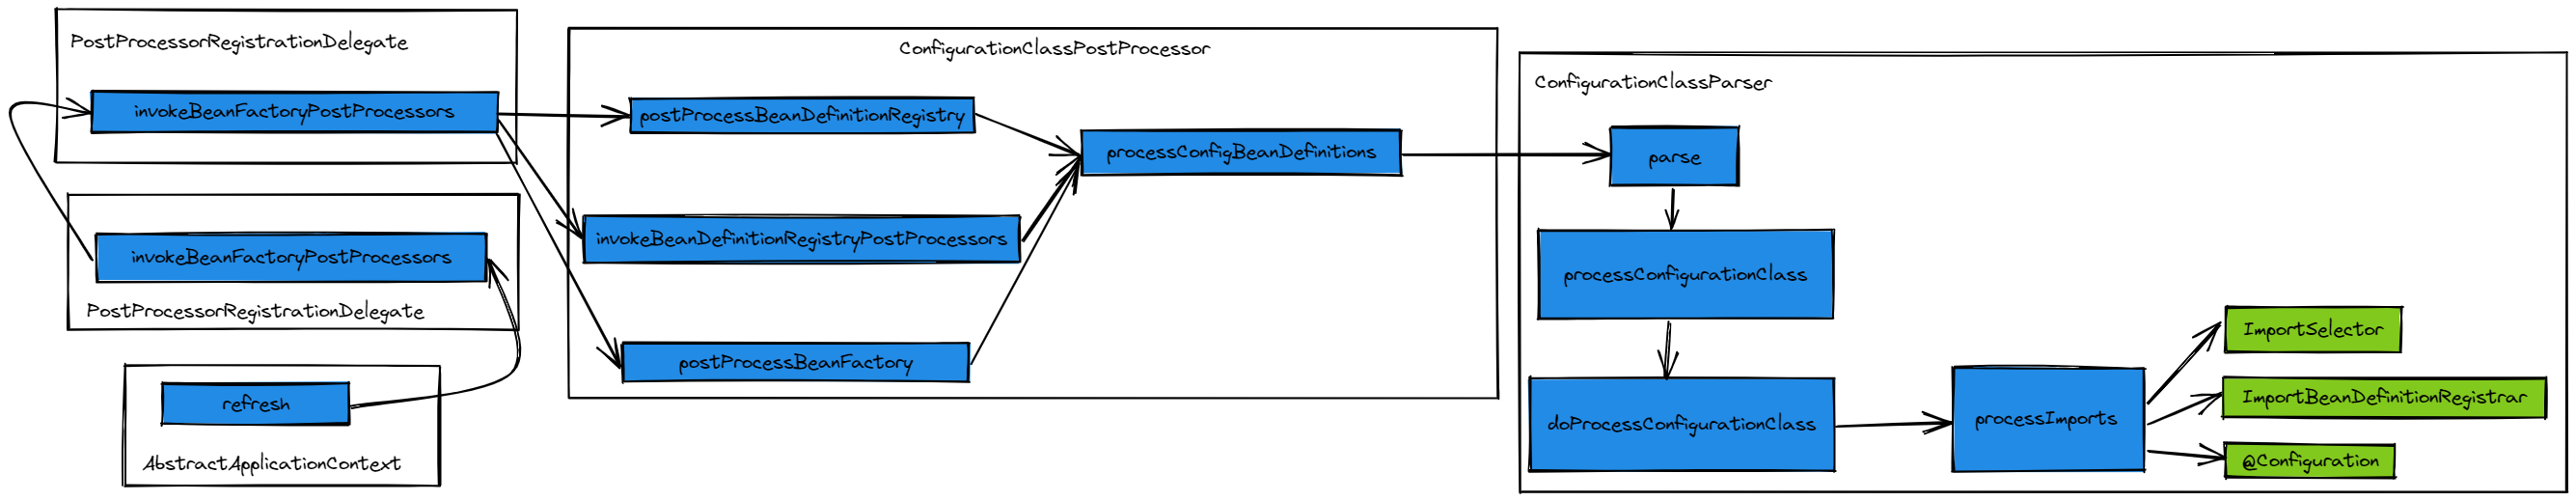 PostProcessorRegistrationDelegate
invokeBeanFactoryPostProcessors
invokeBeanFactoryPostProcessors
PostProcessorRegistrationDelegate
refresh
AbstractApplicationContext
ConfigurationClassPostProcessor
postProcessBeanDefinitionRegistry
processConfigBeanDefinitions
invokeBeanDefinitionRegistryPostProcessors
postProcessBeanFactory
ConfigurationClassParser
parse
processConfigurationClass
doProcessConfigurationClass
processImports
ImportSelector
ImportBeanDefinitionRegistrar
@Configuration